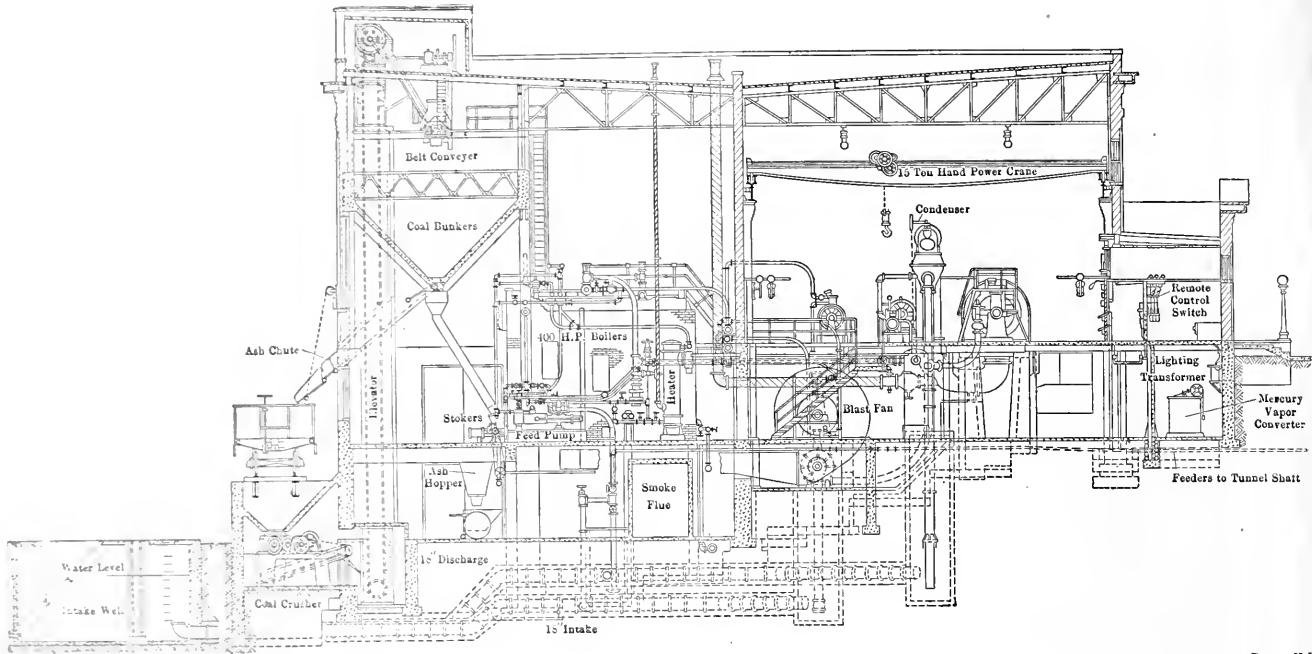 Belt Conveyer
15 Ton Hand Power Crane
Coal Bunkers
Condenser
Remote
Control
Switch
400 H.P. Boilers
Ash Chute
Elevator
Heater
Lighting
Transformer
Stokers
Blast Fan
Mercury
Vapor
Converter
Feed Pump
Ash
Hopper
Smoke
Flue
Feeders to Tunnel Shaft
15" Discharge
Water Level
Intake Well
Coal Crusher
15" Intake